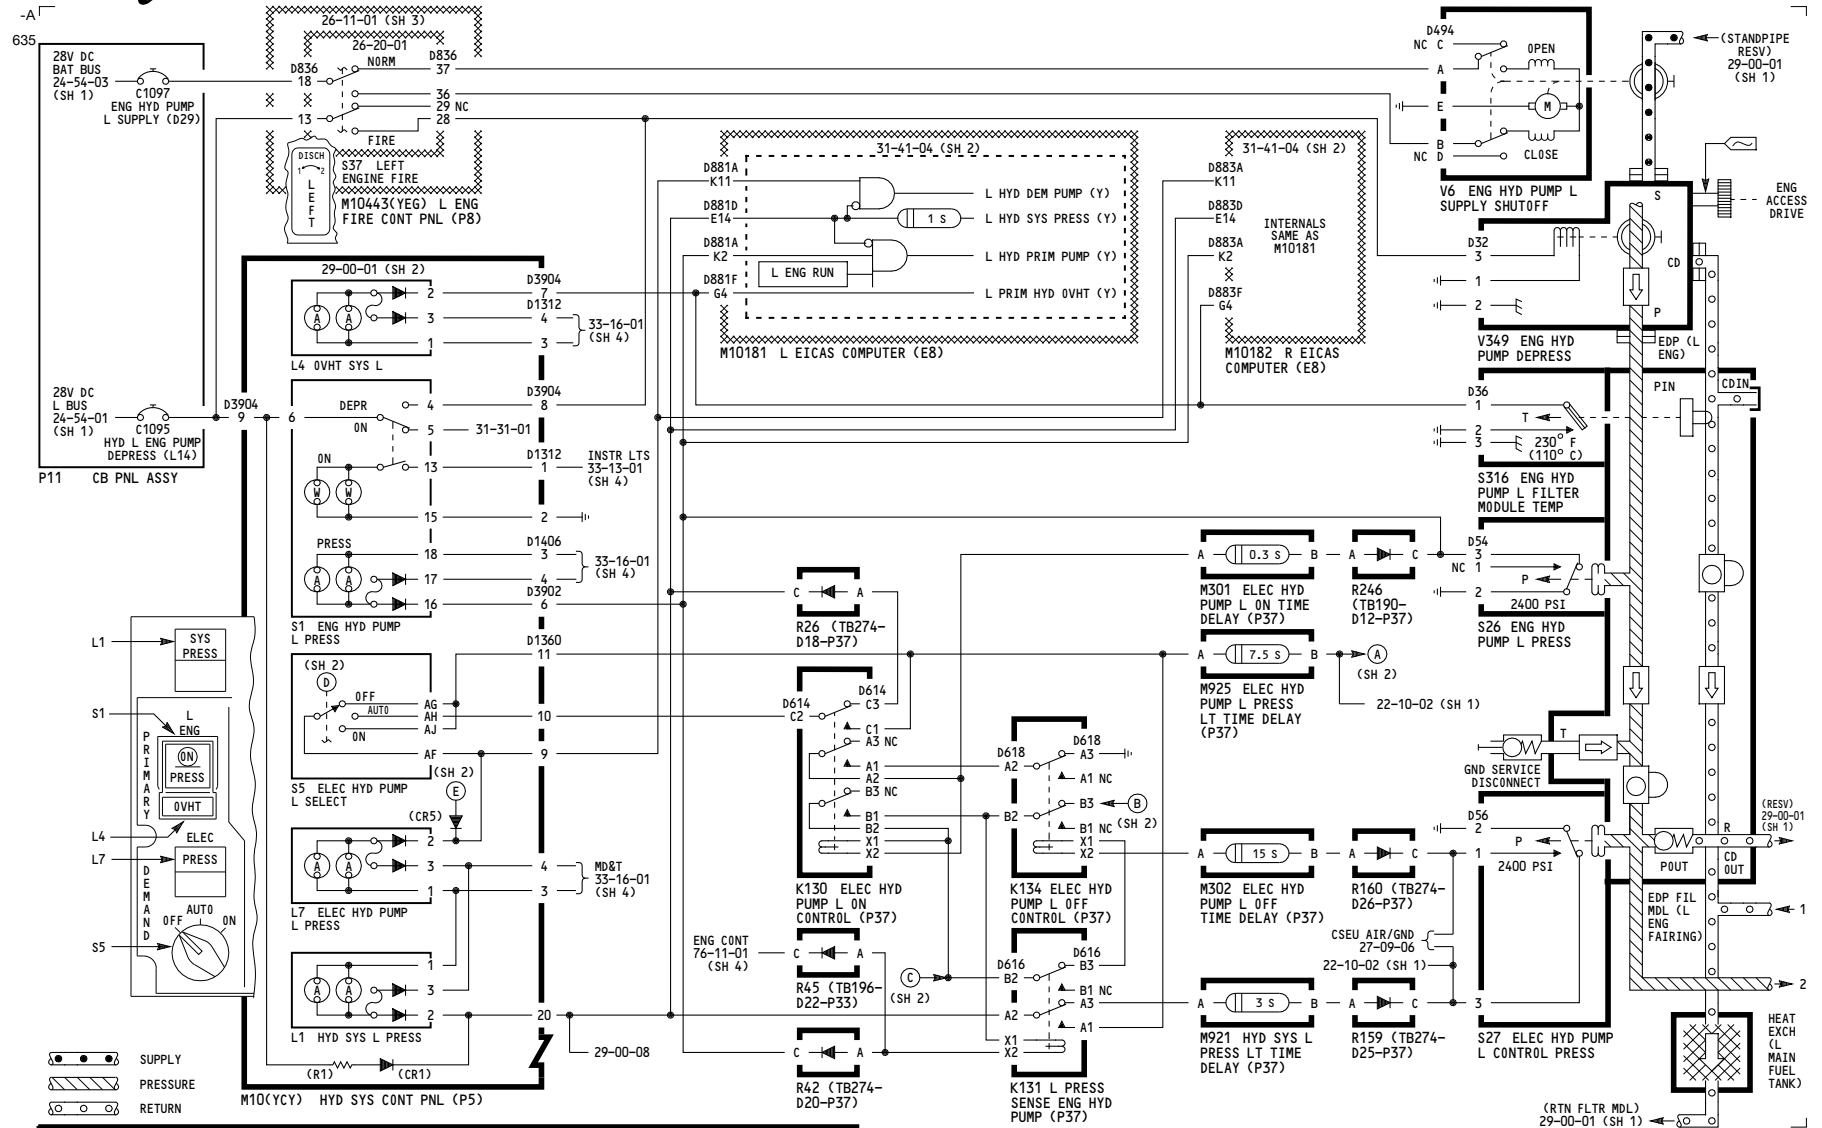 -A
635
28V DC
BAT BUS
24-54-03
(SH 1)
C1097
ENG HYD PUMP
L SUPPLY (D29)
28V DC
L BUS
24-54-01
(SH 1)
C1095
HYD L ENG PUMP
DEPRESS (L14)
P11 CB PNL ASSY
26-11-01 (SH 3)
26-20-01
D836
18
13
NORM
FIRE
D836
37
36
29 NC
28
DISCH
1 2
L
E
F
T
S37 LEFT
ENGINE FIRE
M10443(YEG) L ENG
FIRE CONT PNL (P8)
29-00-01 (SH 2)
A A
2
3
1
L4 OVHT SYS L
D3904
7
D1312
4
3
33-16-01
(SH 4)
D3904
9
6
DEPR
ON
4
5
31-31-01
D3904
8
ON
W W
13
15
D1312
1
2
INSTR LTS
33-13-01
(SH 4)
PRESS
A A
18
17
16
D1406
3
4
D3902
6
33-16-01
(SH 4)
S1 ENG HYD PUMP
L PRESS
D1360
11
(SH 2)
D
OFF
AUTO
ON
AG
AH
AJ
AF
10
9
S5 ELEC HYD PUMP
L SELECT
(SH 2)
E
(CR5)
A A
2
3
1
4
3
MD&T
33-16-01
(SH 4)
L7 ELEC HYD PUMP
L PRESS
A A
1
3
2
20
L1 HYD SYS L PRESS
29-00-08
(R1)
(CR1)
M10(YCY) HYD SYS CONT PNL (P5)
L1
SYS
PRESS
S1
L
ENG
ON
PRESS
OVHT
P
R
I
M
A
R
Y
L4
ELEC
L7
PRESS
D
E
M
A
N
D
AUTO
OFF
ON
S5
SUPPLY
PRESSURE
RETURN
31-41-04 (SH 2)
D881A
K11
D881D
E14
D881A
K2
D881F
G4
1 S
L ENG RUN
L HYD DEM PUMP (Y)
L HYD SYS PRESS (Y)
L HYD PRIM PUMP (Y)
L PRIM HYD OVHT (Y)
M10181 L EICAS COMPUTER (E8)
31-41-04 (SH 2)
D883A
K11
D883D
E14
D883A
K2
D883F
G4
INTERNALS
SAME AS
M10181
M10182 R EICAS
COMPUTER (E8)
C A
R26 (TB274-
D18-P37)
D614
C2
D614
C3
C1
A3 NC
A1
A2
B3 NC
B1
B2
X1
X2
K130 ELEC HYD
PUMP L ON
CONTROL (P37)
D618
A2
B2
D618
A3
A1 NC
B3
B1 NC
X1
X2
B
(SH 2)
K134 ELEC HYD
PUMP L OFF
CONTROL (P37)
ENG CONT
76-11-01
(SH 4)
C A
R45 (TB196-
D22-P33)
C
(SH 2)
C A
R42 (TB274-
D20-P37)
D616
B2
A2
X1
X2
D616
B3
B1 NC
A3
A1
K131 L PRESS
SENSE ENG HYD
PUMP (P37)
A 0.3 S B
M301 ELEC HYD
PUMP L ON TIME
DELAY (P37)
A C
R246
(TB190-
D12-P37)
A 7.5 S B
M925 ELEC HYD
PUMP L PRESS
LT TIME DELAY
(P37)
A
(SH 2)
22-10-02 (SH 1)
A 15 S B
M302 ELEC HYD
PUMP L OFF
TIME DELAY (P37)
A C
R160 (TB274-
D26-P37)
CSEU AIR/GND
27-09-06
22-10-02 (SH 1)
A 3 S B
M921 HYD SYS L
PRESS LT TIME
DELAY (P37)
A C
R159 (TB274-
D25-P37)
D494
NC C
A
E
B
NC D
OPEN
M
CLOSE
V6 ENG HYD PUMP L
SUPPLY SHUTOFF
(STANDPIPE
RESV)
29-00-01
(SH 1)
ENG
ACCESS
DRIVE
D32
3
1
2
S
CD
P
V349 ENG HYD
PUMP DEPRESS
EDP (L
ENG)
D36
1
2
3
T
230° F
(110° C)
S316 ENG HYD
PUMP L FILTER
MODULE TEMP
PIN
CDIN
D54
3
NC 1
2
P
2400 PSI
S26 ENG HYD
PUMP L PRESS
T
GND SERVICE
DISCONNECT
D56
2
1
3
P
2400 PSI
S27 ELEC HYD PUMP
L CONTROL PRESS
POUT
R
CD
OUT
(RESV)
29-00-01
(SH 1)
EDP FIL
MDL (L
ENG
FAIRING)
1
2
HEAT
EXCH
(L
MAIN
FUEL
TANK)
(RTN FLTR MDL)
29-00-01 (SH 1)